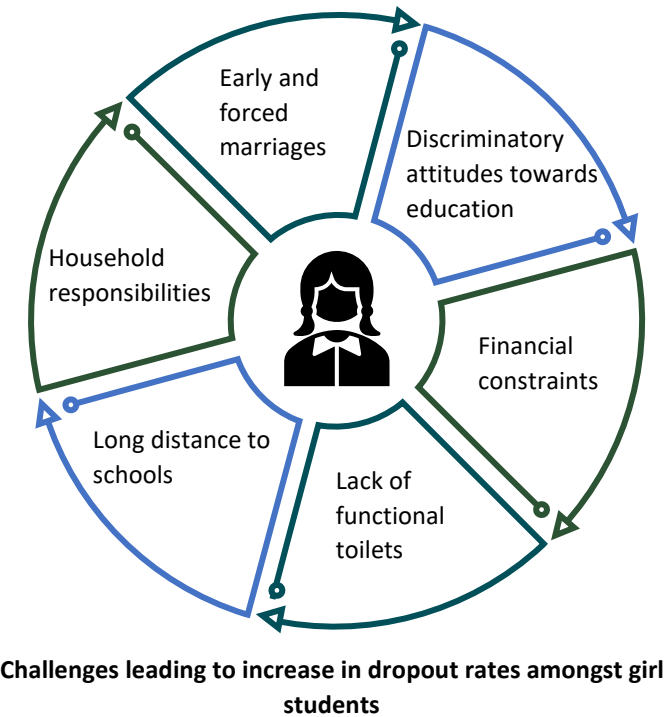 Early and
forced
marriages
Discriminatory
attitudes towards
education
Financial
constraints
Lack of
functional
toilets
Long distance to
schools
Household
responsibilities
Challenges leading to increase in dropout rates amongst girl
students